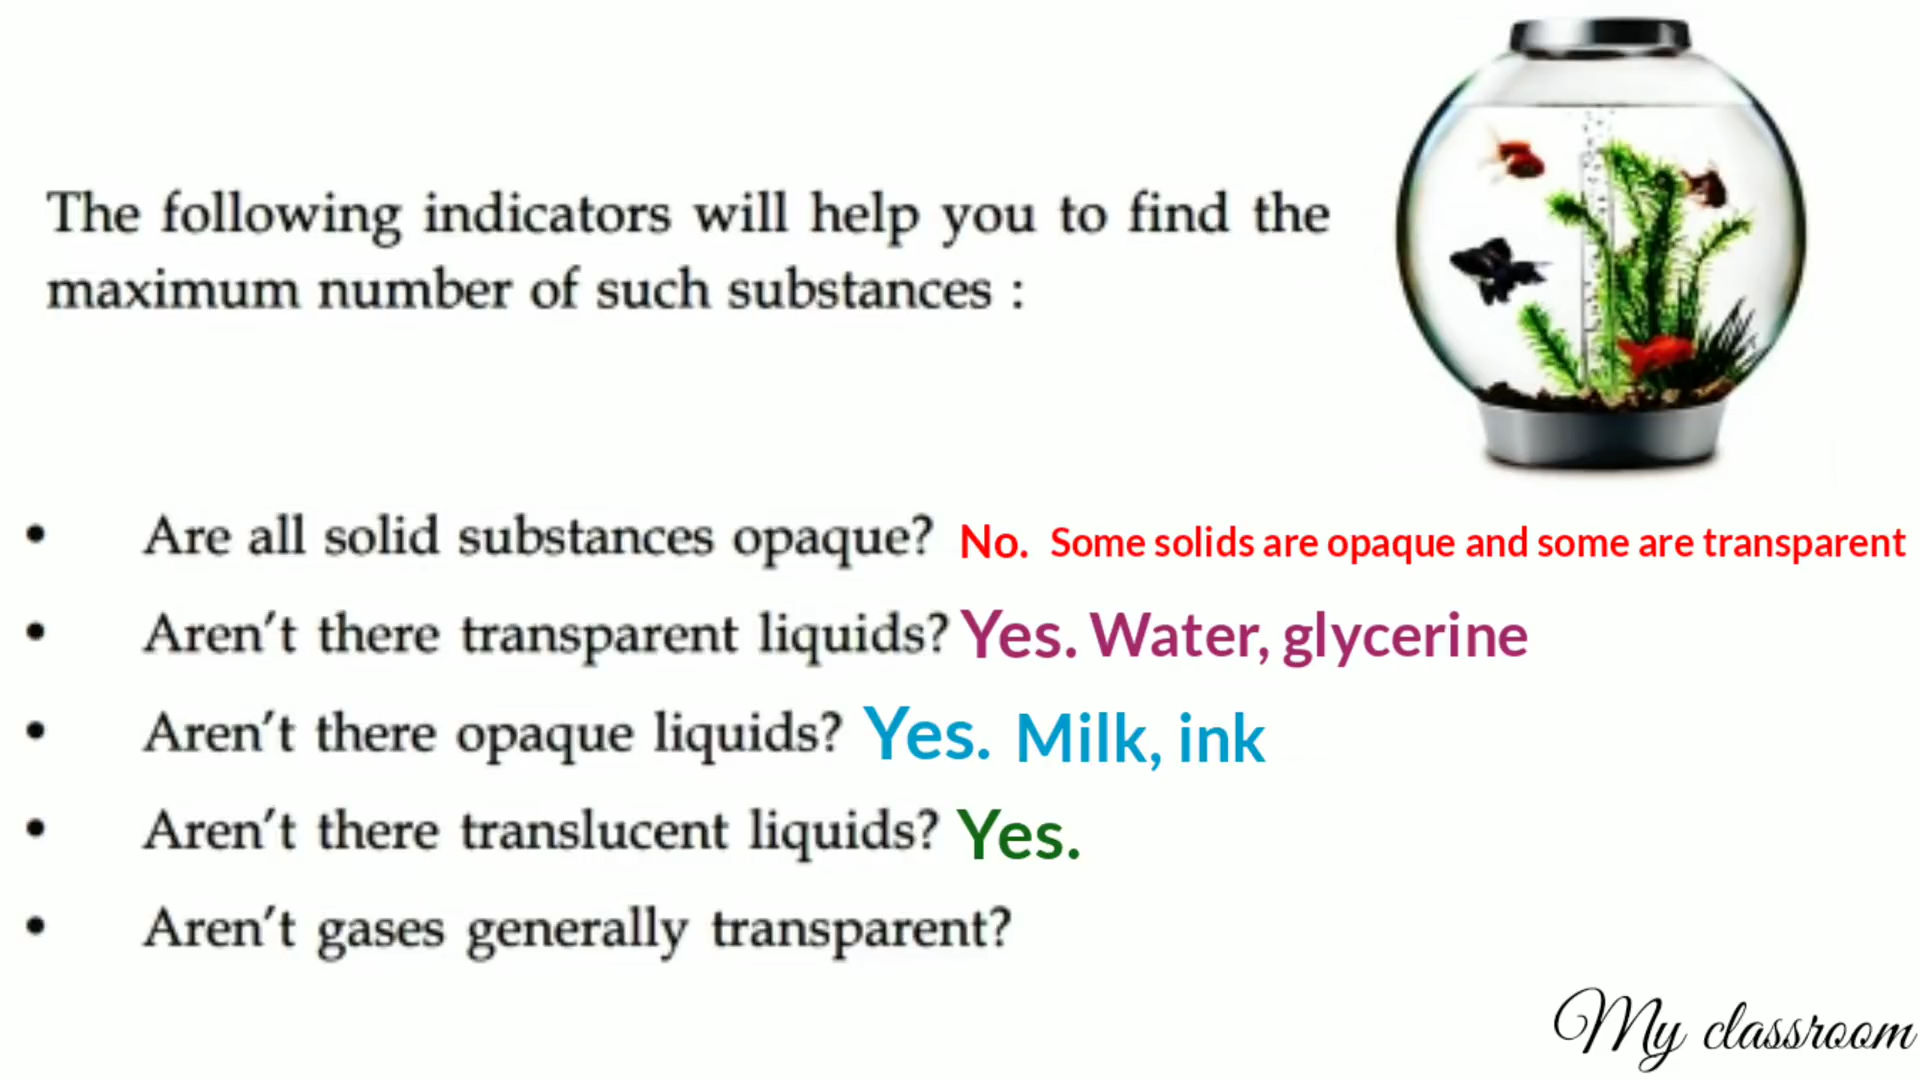 The following indicators will help you to find the
maximum number of such substances :
• Are all solid substances opaque? No. Some solids are opaque and some are transparent
• Aren't there transparent liquids? Yes. Water, glycerine
• Aren't there opaque liquids? Yes. Milk, ink
• Aren't there translucent liquids? Yes.
• Aren't gases generally transparent?
My classroom